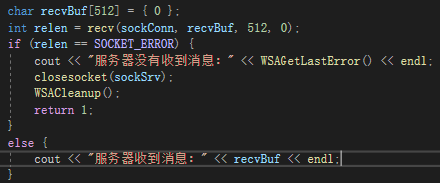 char recvBuf[512] = { 0 };
int relen = recv(sockConn, recvBuf, 512, 0);
if (relen == SOCKET_ERROR) {
    cout << "服务器没有收到消息：" << WSAGetLastError() << endl;
    closesocket(sockSrv);
    WSACleanup();
    return 1;
}
else {
    cout << "服务器收到消息：" << recvBuf << endl;
}